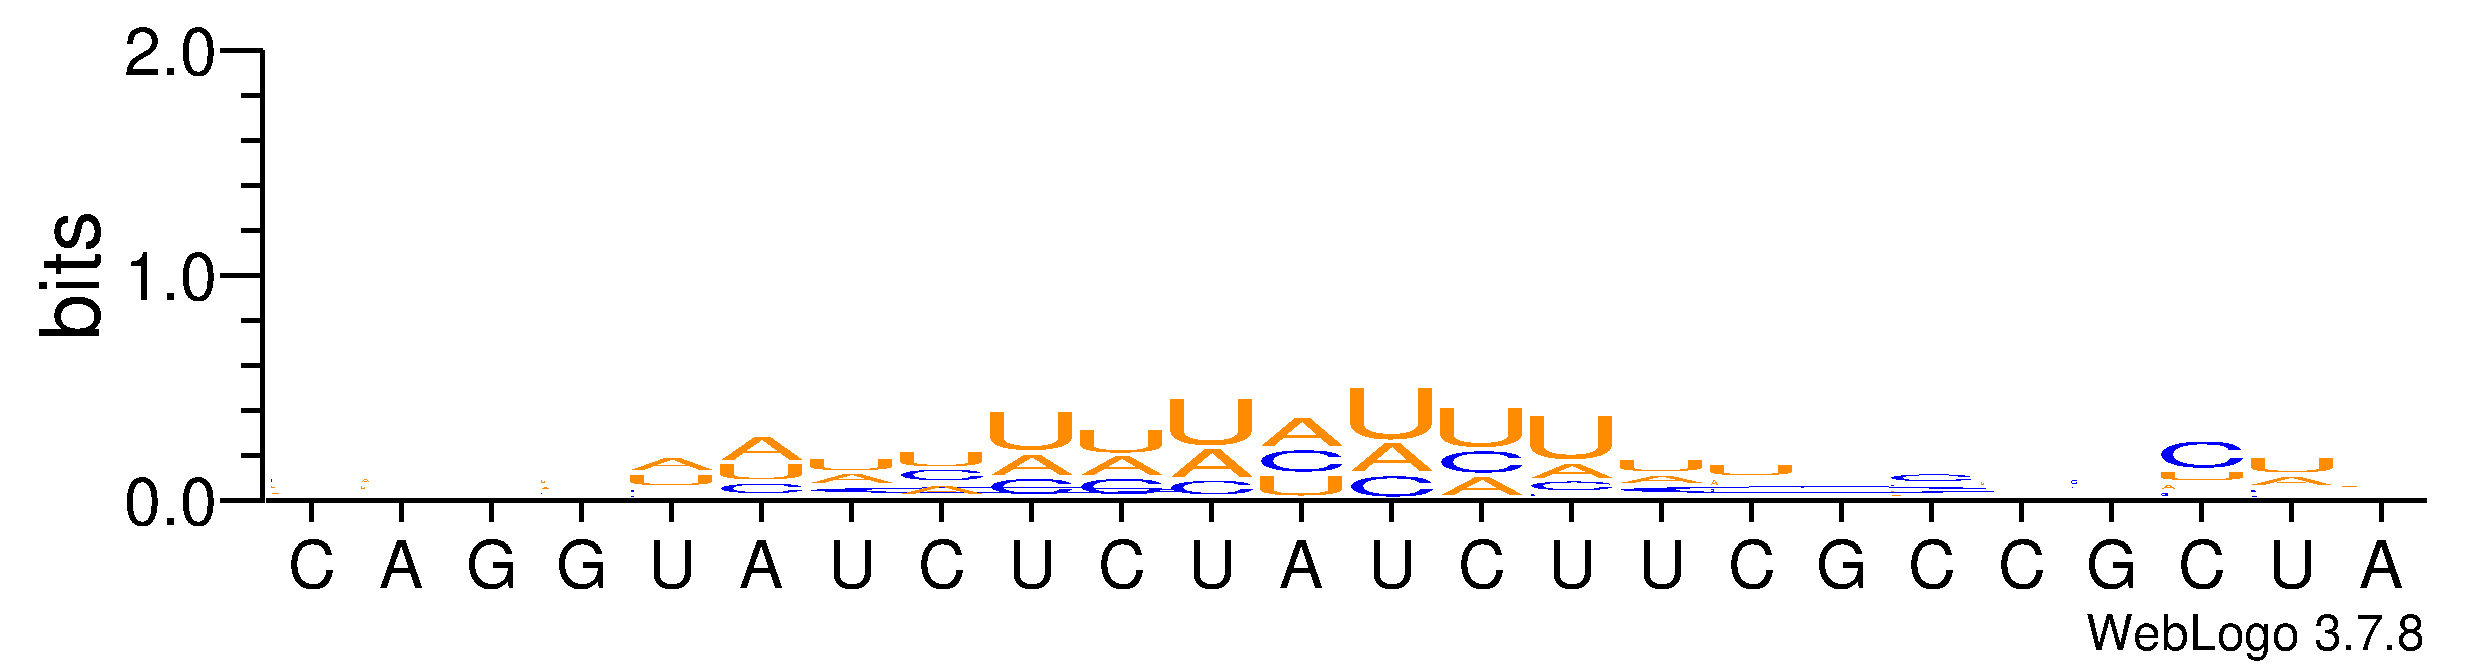 2.0
bits
1.0
0.0
A A U U U U U A U U U U U C U
U U A C A A A C A C A A C U A
C C A C C C U C A C
C A G G U A U C U C U A U C U U C G C C G C U A
WebLogo 3.7.8